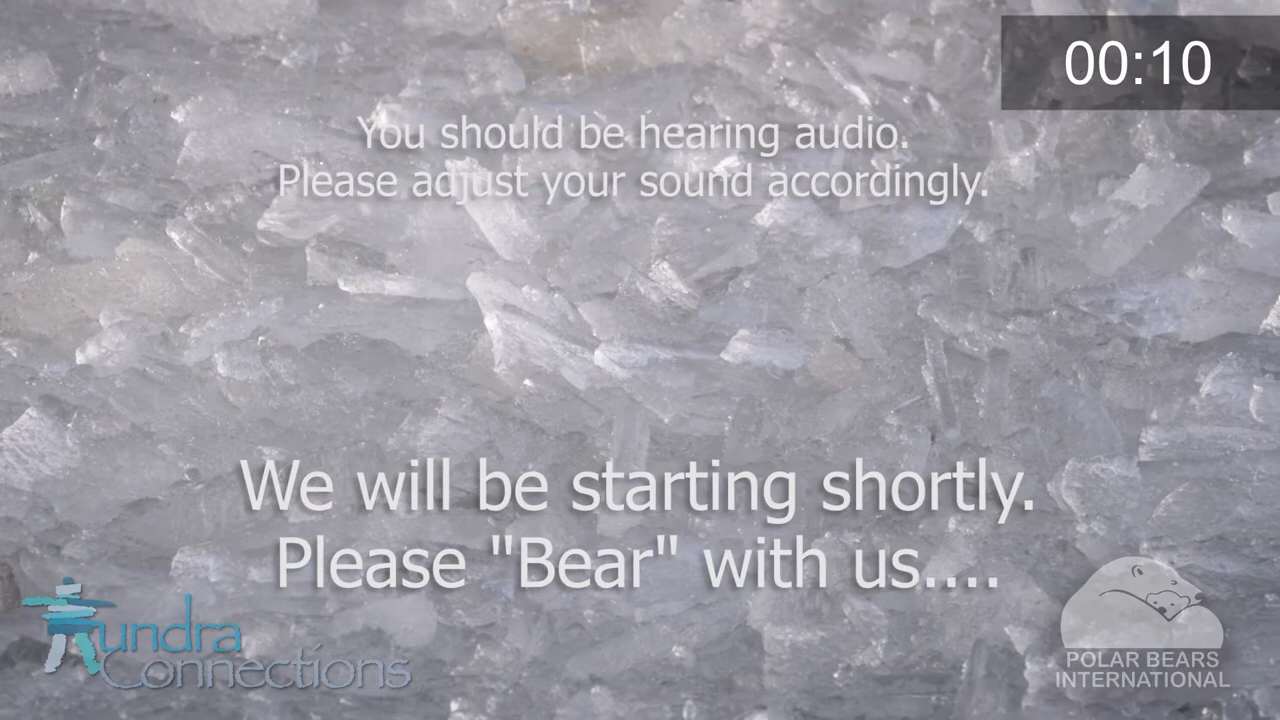 00:10
You should be hearing audio.
Please adjust your sound accordingly.
We will be starting shortly.
Please "Bear" with us....
Tundra
Connections
POLAR BEARS
INTERNATIONAL